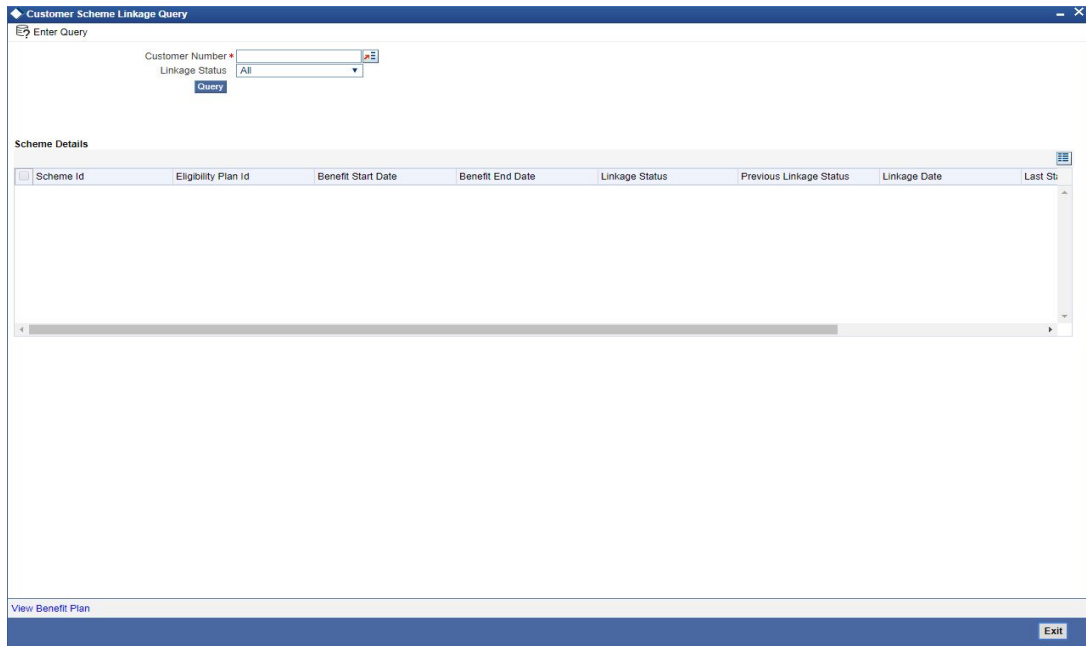 Customer Scheme Linkage Query
Enter Query
Customer Number *
Linkage Status All
Query
Scheme Details
Scheme Id Eligibility Plan Id Benefit Start Date Benefit End Date Linkage Status Previous Linkage Status Linkage Date Last
View Benefit Plan
Exit